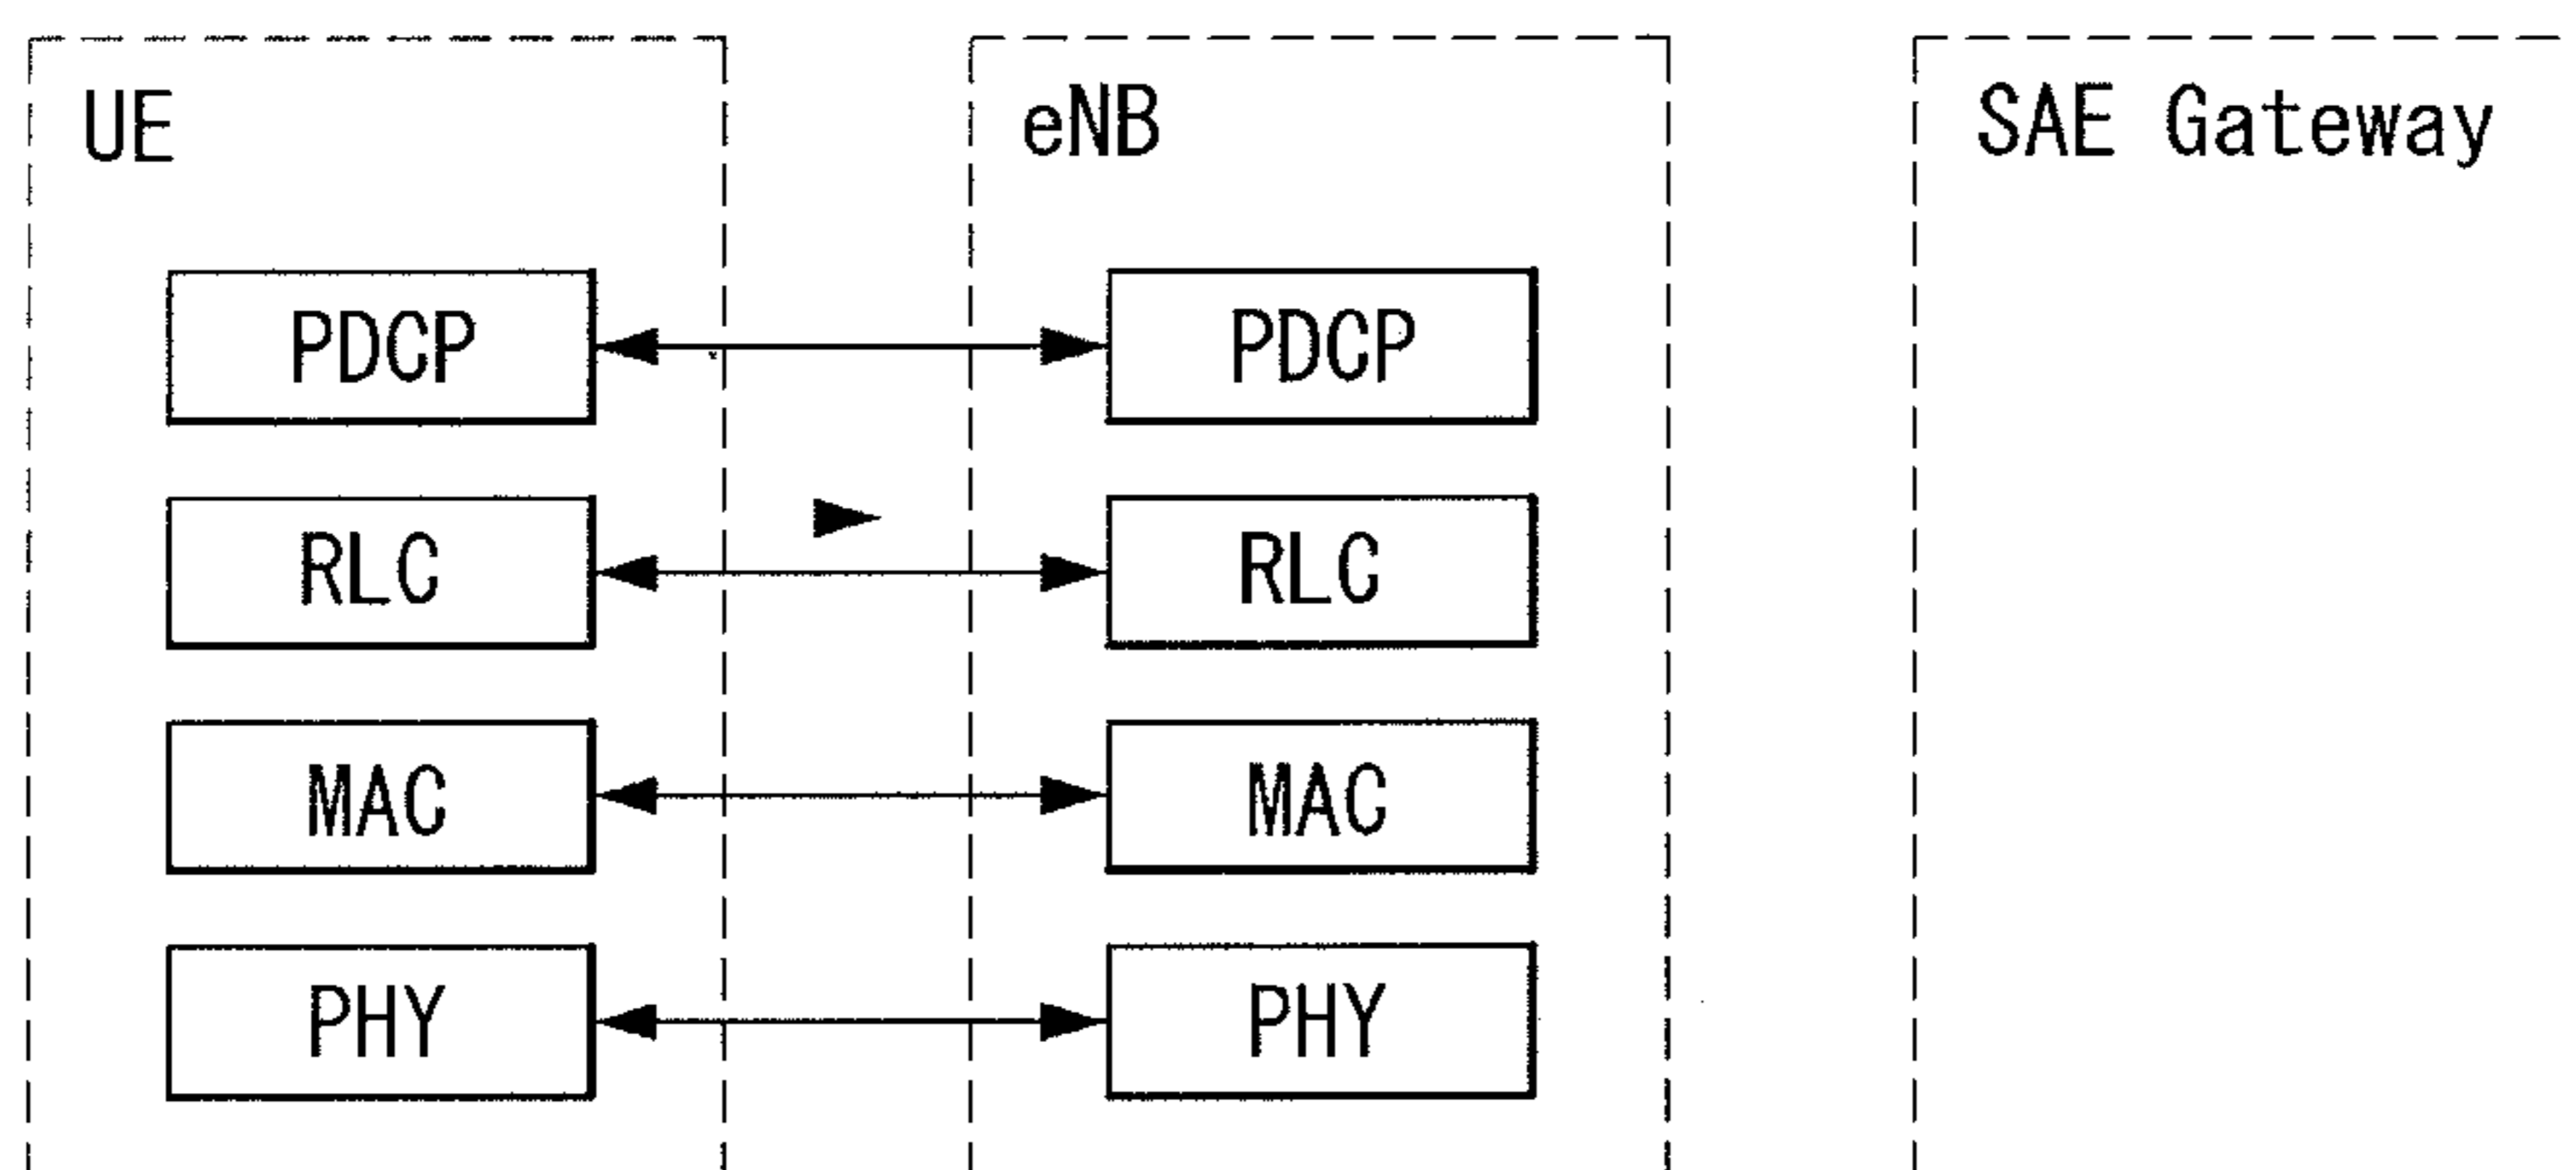 UE
eNB
SAE Gateway
PDCP
PDCP
RLC
RLC
MAC
MAC
PHY
PHY